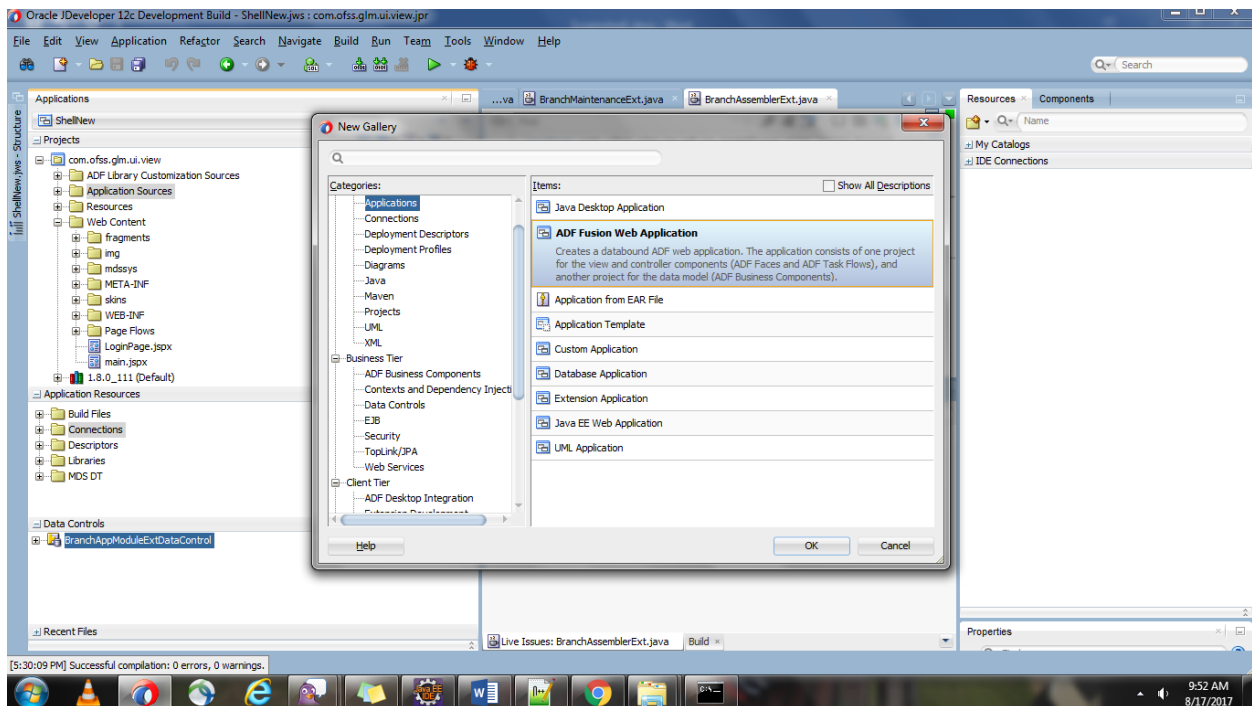 Oracle JDeveloper 12c Development Build - ShellNew.jws : com.ofss.glm.ui.view.jpr
File Edit View Application Refactor Search Navigate Build Run Team Tools Window Help
Search
ShellNew.jws - Structure
Applications
ShellNew
Projects
com.ofss.glm.ui.view
ADF Library Customization Sources
Application Sources
Resources
Web Content
fragments
img
mdssys
META-INF
skins
WEB-INF
Page Flows
LoginPage.jspx
main.jspx
1.8.0_111 (Default)
Application Resources
Build Files
Connections
Descriptors
Libraries
MDS DT
Data Controls
BranchAppModuleExtDataControl
Recent Files
...va BranchMaintenanceExt.java BranchAssemblerExt.java
New Gallery
Categories:
Applications
Connections
Deployment Descriptors
Deployment Profiles
Diagrams
Java
Maven
Projects
UML
XML
Business Tier
ADF Business Components
Contexts and Dependency Injecti
Data Controls
EJB
Security
TopLink/JPA
Web Services
Client Tier
ADF Desktop Integration
Items: Show All Descriptions
Java Desktop Application
ADF Fusion Web Application
Creates a databound ADF web application. The application consists of one project
for the view and controller components (ADF Faces and ADF Task Flows), and
another project for the data model (ADF Business Components).
Application from EAR File
Application Template
Custom Application
Database Application
Extension Application
Java EE Web Application
UML Application
Help OK Cancel
Live Issues: BranchAssemblerExt.java Build
Resources Components
Name
My Catalogs
IDE Connections
Properties
[5:30:09 PM] Successful compilation: 0 errors, 0 warnings.
Java EE
IDE
9:52 AM
8/17/2017